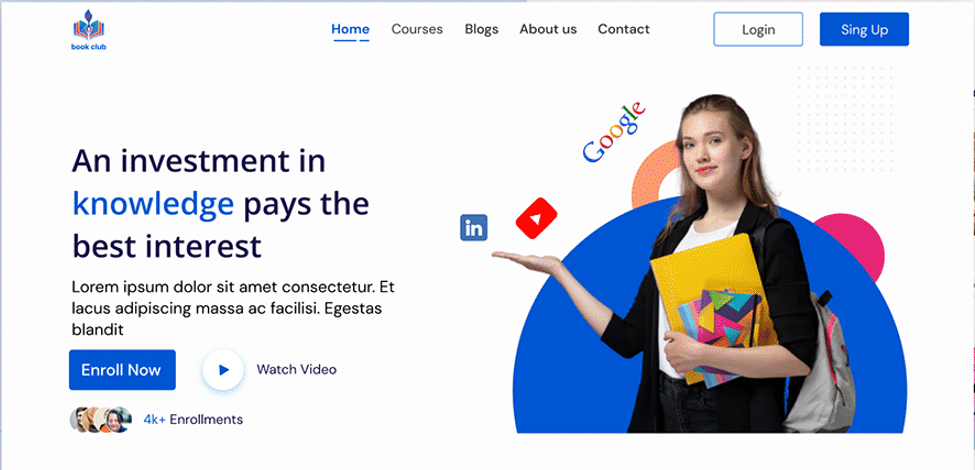 book club
Home Courses Blogs About us Contact
Login Sing Up
Google
An investment in
knowledge pays the
best interest
in
Lorem ipsum dolor sit amet consectetur. Et
lacus adipiscing massa ac facilisi. Egestas
blandit
Enroll Now Watch Video
4k+ Enrollments